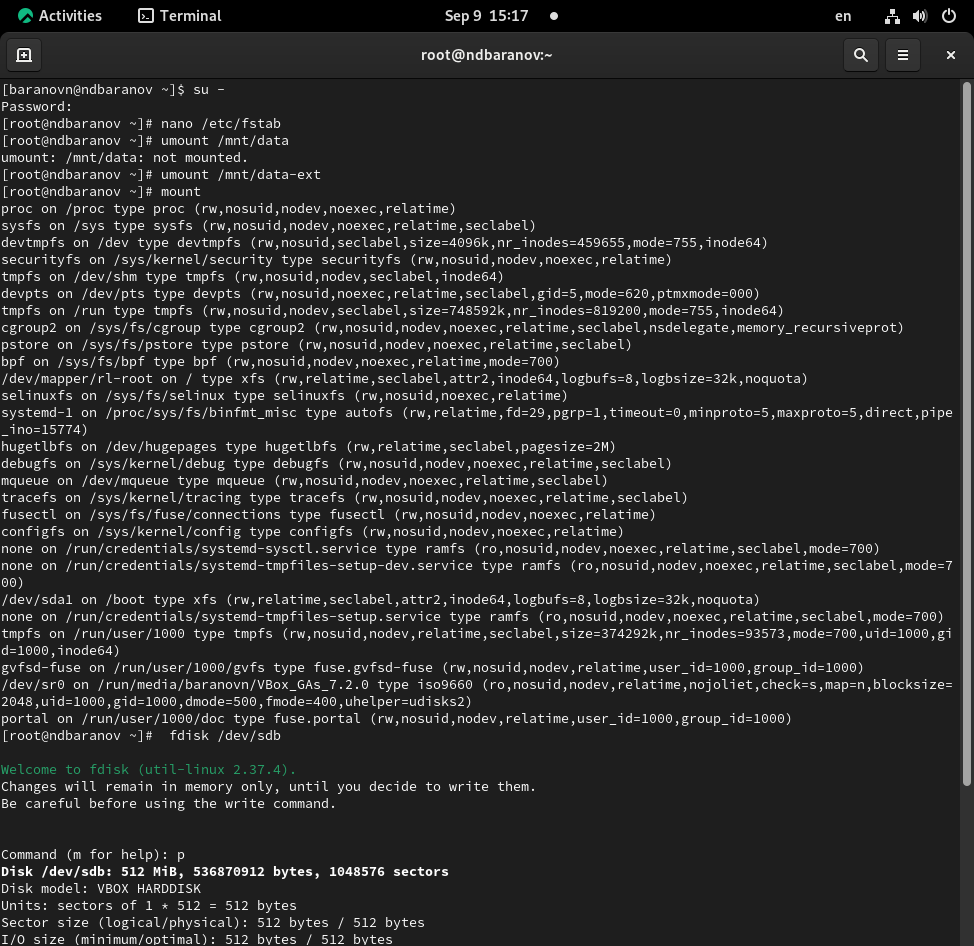 Activities Terminal Sep 9 15:17 en
root@ndbaranov:~
[baranovn@ndbaranov ~]$ su -
Password:
[root@ndbaranov ~]# nano /etc/fstab
[root@ndbaranov ~]# umount /mnt/data
umount: /mnt/data: not mounted.
[root@ndbaranov ~]# umount /mnt/data-ext
[root@ndbaranov ~]# mount
proc on /proc type proc (rw,nosuid,nodev,noexec,relatime)
sysfs on /sys type sysfs (rw,nosuid,nodev,noexec,relatime,seclabel)
devtmpfs on /dev type devtmpfs (rw,nosuid,seclabel,size=4096k,nr_inodes=459655,mode=755,inode64)
securityfs on /sys/kernel/security type securityfs (rw,nosuid,nodev,noexec,relatime)
tmpfs on /dev/shm type tmpfs (rw,nosuid,nodev,seclabel,inode64)
devpts on /dev/pts type devpts (rw,nosuid,noexec,relatime,seclabel,gid=5,mode=620,ptmxmode=000)
tmpfs on /run type tmpfs (rw,nosuid,nodev,seclabel,size=748592k,nr_inodes=819200,mode=755,inode64)
cgroup2 on /sys/fs/cgroup type cgroup2 (rw,nosuid,nodev,noexec,relatime,seclabel,nsdelegate,memory_recursiveprot)
pstore on /sys/fs/pstore type pstore (rw,nosuid,nodev,noexec,relatime,seclabel)
bpf on /sys/fs/bpf type bpf (rw,nosuid,nodev,noexec,relatime,mode=700)
/dev/mapper/rl-root on / type xfs (rw,relatime,seclabel,attr2,inode64,logbufs=8,logbsize=32k,noquota)
selinuxfs on /sys/fs/selinux type selinuxfs (rw,nosuid,noexec,relatime)
systemd-1 on /proc/sys/fs/binfmt_misc type autofs (rw,relatime,fd=29,pgrp=1,timeout=0,minproto=5,maxproto=5,direct,pipe
_ino=15774)
hugetlbfs on /dev/hugepages type hugetlbfs (rw,relatime,seclabel,pagesize=2M)
debugfs on /sys/kernel/debug type debugfs (rw,nosuid,nodev,noexec,relatime,seclabel)
mqueue on /dev/mqueue type mqueue (rw,nosuid,nodev,noexec,relatime,seclabel)
tracefs on /sys/kernel/tracing type tracefs (rw,nosuid,nodev,noexec,relatime,seclabel)
fusectl on /sys/fs/fuse/connections type fusectl (rw,nosuid,nodev,noexec,relatime)
configfs on /sys/kernel/config type configfs (rw,nosuid,nodev,noexec,relatime)
none on /run/credentials/systemd-sysctl.service type ramfs (ro,nosuid,nodev,noexec,relatime,seclabel,mode=700)
none on /run/credentials/systemd-tmpfiles-setup-dev.service type ramfs (ro,nosuid,nodev,noexec,relatime,seclabel,mode=7
00)
/dev/sda1 on /boot type xfs (rw,relatime,seclabel,attr2,inode64,logbufs=8,logbsize=32k,noquota)
none on /run/credentials/systemd-tmpfiles-setup.service type ramfs (ro,nosuid,nodev,noexec,relatime,seclabel,mode=700)
tmpfs on /run/user/1000 type tmpfs (rw,nosuid,nodev,relatime,seclabel,size=374292k,nr_inodes=93573,mode=700,uid=1000,gi
d=1000,inode64)
gvfsd-fuse on /run/user/1000/gvfs type fuse.gvfsd-fuse (rw,nosuid,nodev,relatime,user_id=1000,group_id=1000)
/dev/sr0 on /run/media/baranovn/VBox_GAs_7.2.0 type iso9660 (ro,nosuid,nodev,relatime,nojoliet,check=s,map=n,blocksize=
2048,uid=1000,gid=1000,dmode=500,fmode=400,uhelper=udisks2)
portal on /run/user/1000/doc type fuse.portal (rw,nosuid,nodev,relatime,user_id=1000,group_id=1000)
[root@ndbaranov ~]#  fdisk /dev/sdb
Welcome to fdisk (util-linux 2.37.4).
Changes will remain in memory only, until you decide to write them.
Be careful before using the write command.
Command (m for help): p
Disk /dev/sdb: 512 MiB, 536870912 bytes, 1048576 sectors
Disk model: VBOX HARDDISK
Units: sectors of 1 * 512 = 512 bytes
Sector size (logical/physical): 512 bytes / 512 bytes
I/O size (minimum/optimal): 512 bytes / 512 bytes